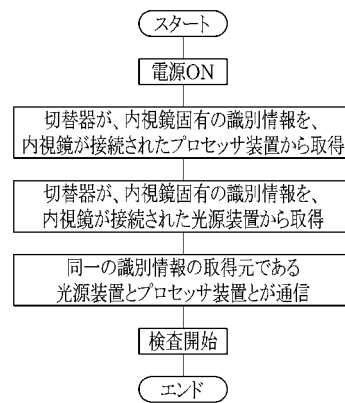 スタート
電源ON
切替器が、内視鏡固有の識別情報を、
内視鏡が接続されたプロセッサ装置から取得
切替器が、内視鏡固有の識別情報を、
内視鏡が接続された光源装置から取得
同一の識別情報の取得元である
光源装置とプロセッサ装置とが通信
検査開始
エンド